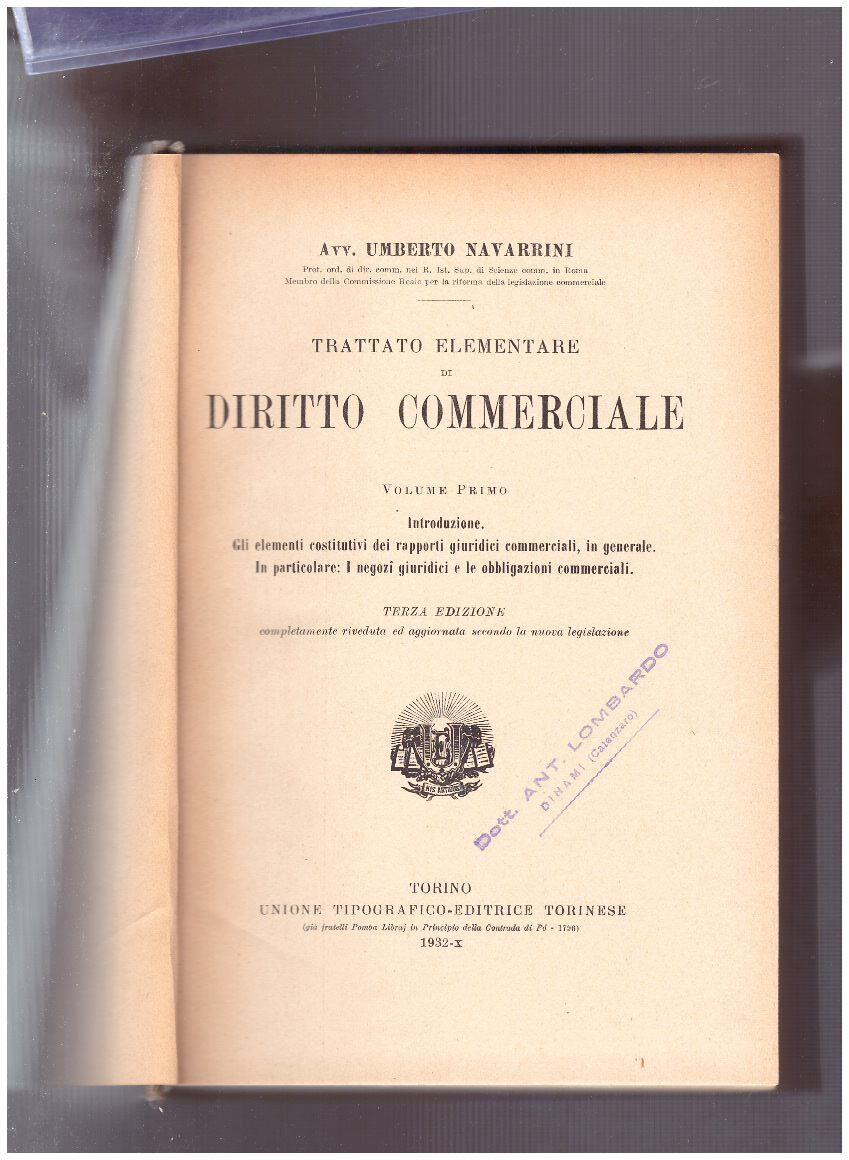 Avv. UMBERTO NAVARRINI
Prof. ord. di dir. comm. nel R. Ist. Sup. di Scienze comm. in Roma
Membro della Commissione Reale per la riforma della legislazione commerciale
TRATTATO ELEMENTARE
DI
DIRITTO COMMERCIALE
VOLUME PRIMO
Introduzione.
Gli elementi costitutivi dei rapporti giuridici commerciali, in generale.
In particolare: I negozi giuridici e le obbligazioni commerciali.
TERZA EDIZIONE
completamente riveduta ed aggiornata secondo la nuova legislazione
HIS ARTIBUS
Dott. ANT. LOMBARDO
DINAMI (Catanzaro)
TORINO
UNIONE TIPOGRAFICO-EDITRICE TORINESE
(già fratelli Pomba Libraj in Principio della Contrada di Pò - 1796)
1932-X